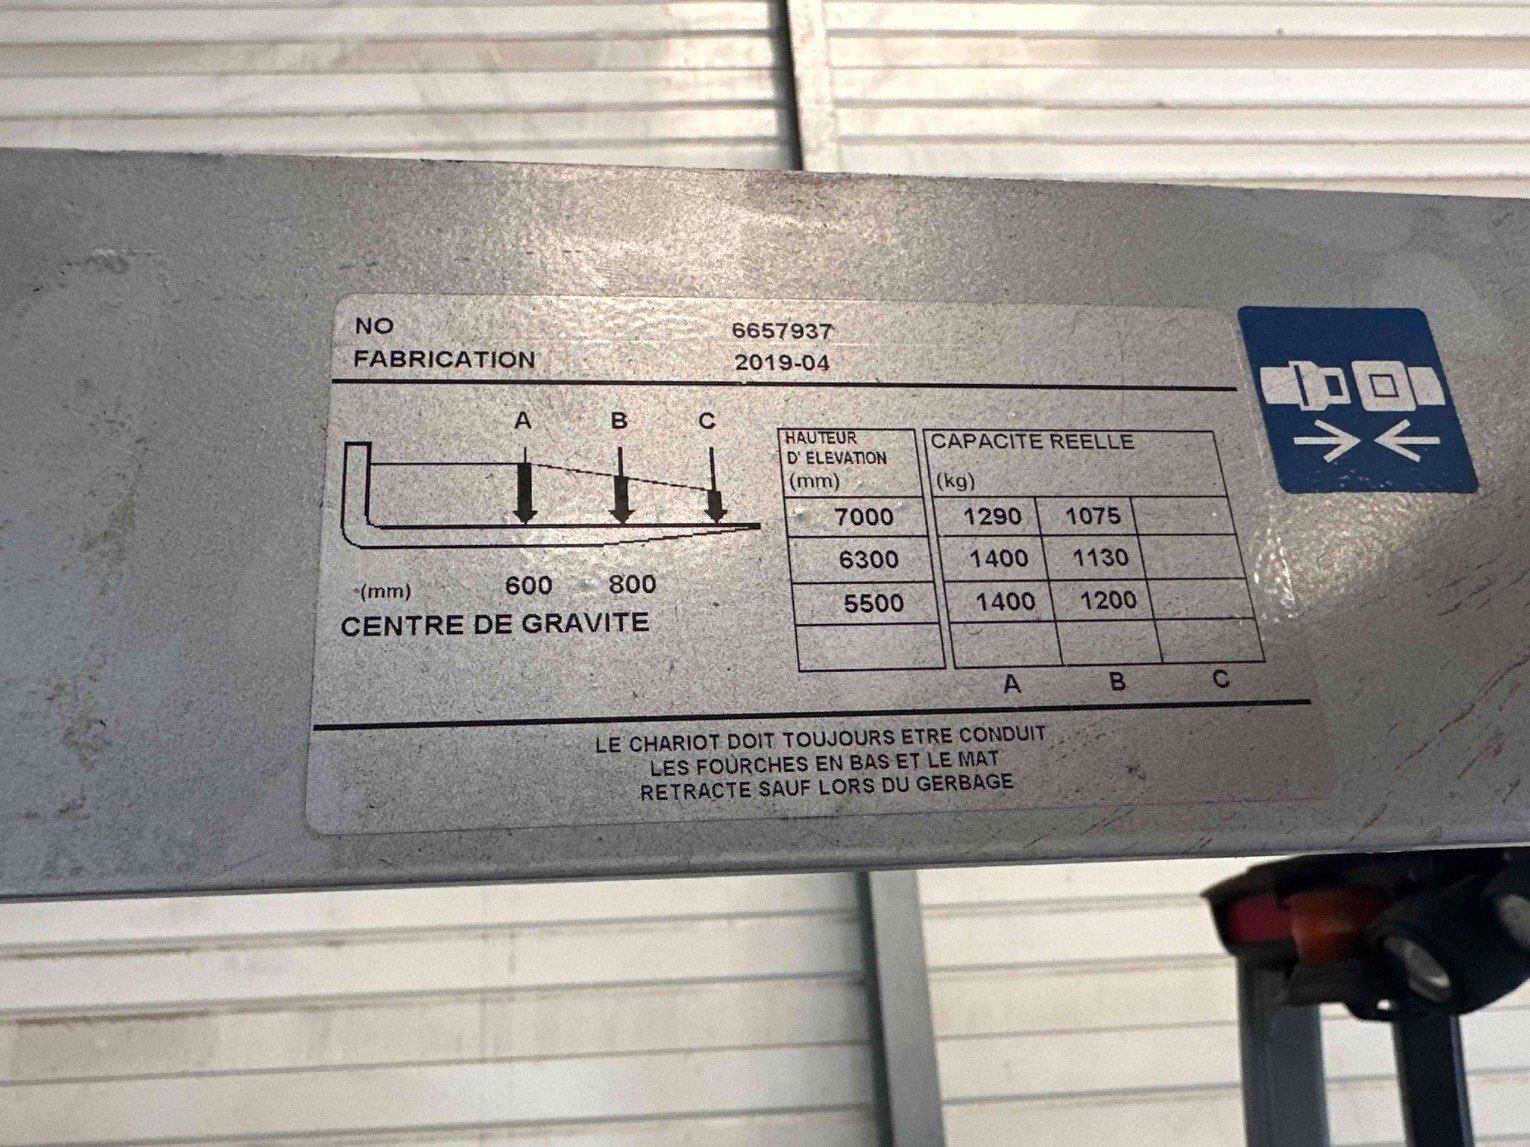 NO 6657937
FABRICATION 2019-04
A B C
(mm) 600 800
CENTRE DE GRAVITE
HAUTEUR
D' ELEVATION
(mm)
CAPACITE REELLE
(kg)
7000 1290 1075
6300 1400 1130
5500 1400 1200
A B C
LE CHARIOT DOIT TOUJOURS ETRE CONDUIT
LES FOURCHES EN BAS ET LE MAT
RETRACTE SAUF LORS DU GERBAGE